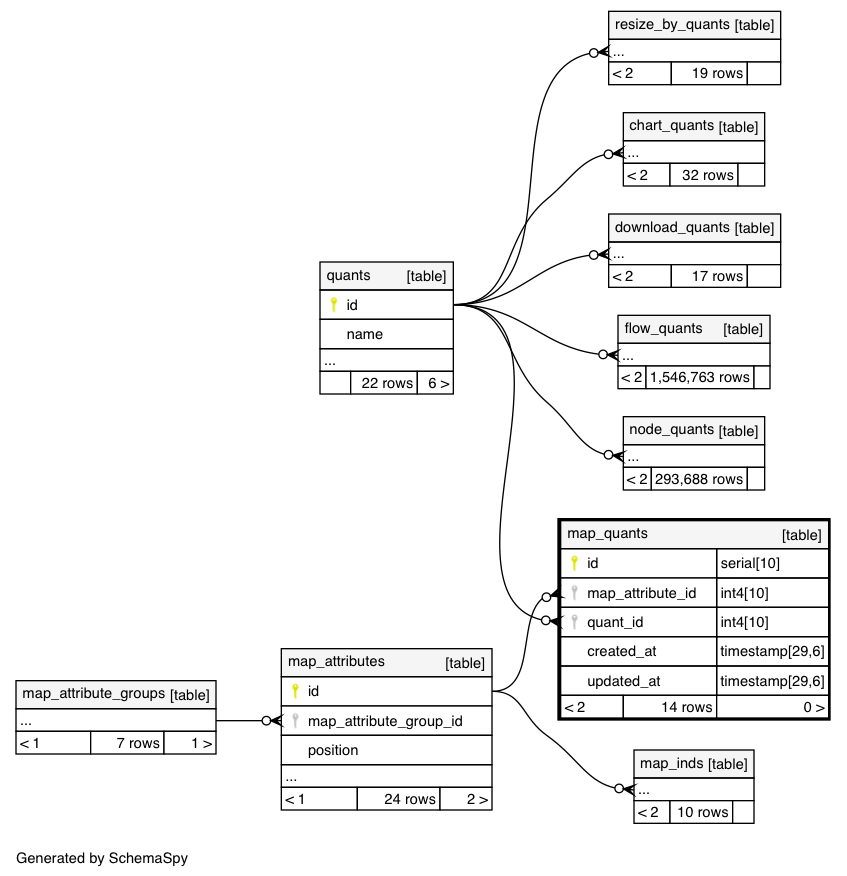 resize_by_quants [table]
...
< 2 19 rows
chart_quants [table]
...
< 2 32 rows
download_quants [table]
...
< 2 17 rows
quants [table]
id
name
...
22 rows 6 >
flow_quants [table]
...
< 2 1,546,763 rows
node_quants [table]
...
< 2 293,688 rows
map_quants [table]
id serial[10]
map_attribute_id int4[10]
quant_id int4[10]
created_at timestamp[29,6]
updated_at timestamp[29,6]
< 2 14 rows 0 >
map_attributes [table]
id
map_attribute_group_id
position
...
< 1 24 rows 2 >
map_attribute_groups [table]
...
< 1 7 rows 1 >
map_inds [table]
...
< 2 10 rows
Generated by SchemaSpy